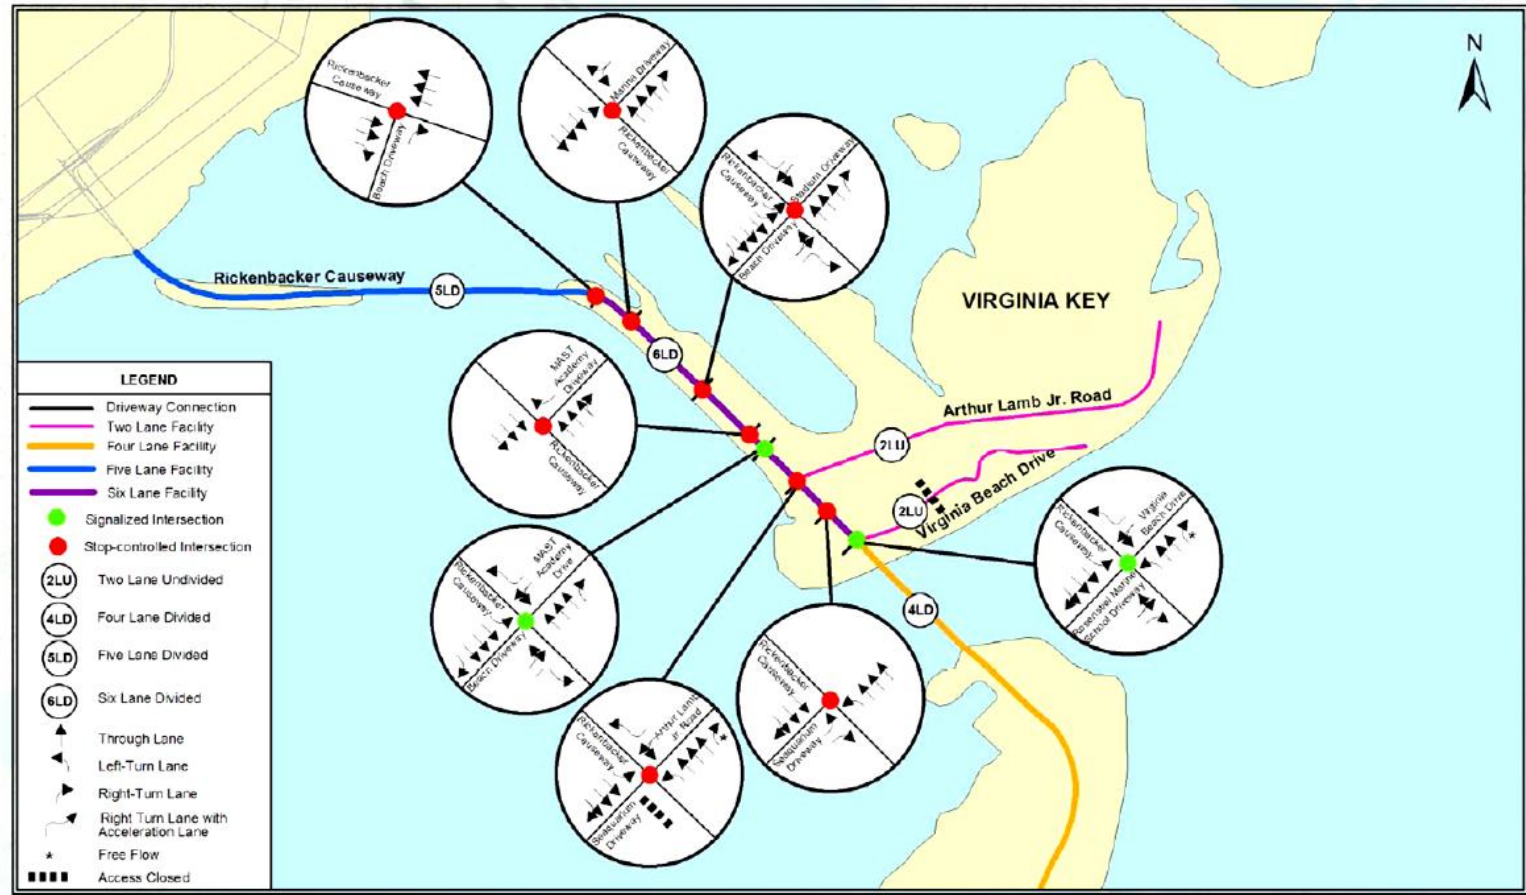 N
Rickenbacker
Causeway
Beach Driveway
Marina Driveway
Rickenbacker
Causeway
Rickenbacker
Causeway
Stadium Driveway
Beach Driveway
Rickenbacker Causeway
5LD
6LD
VIRGINIA KEY
Arthur Lamb Jr. Road
2LU
Virginia Beach Drive
2LU
4LD
MAST
Academy
Driveway
Rickenbacker
Causeway
Rickenbacker
Causeway
MAST
Academy
Drive
Beach Driveway
Rickenbacker
Causeway
Arthur Lamb
Jr. Road
Seaquarium
Driveway
Rickenbacker
Causeway
Seaquarium
Driveway
Rickenbacker
Causeway
Virginia
Beach Drive
Rosenstiel Marine
School Driveway
LEGEND
Driveway Connection
Two Lane Facility
Four Lane Facility
Five Lane Facility
Six Lane Facility
Signalized Intersection
Stop-controlled Intersection
2LU Two Lane Undivided
4LD Four Lane Divided
5LD Five Lane Divided
6LD Six Lane Divided
Through Lane
Left-Turn Lane
Right-Turn Lane
Right Turn Lane with
Acceleration Lane
* Free Flow
Access Closed